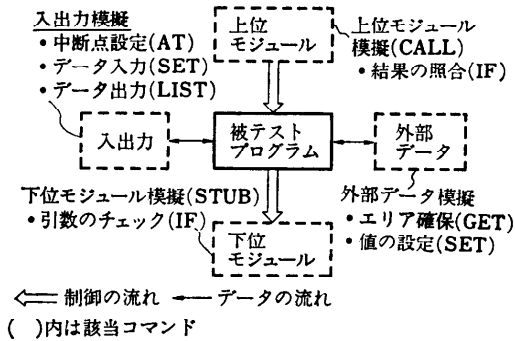 入出力模擬
•中断点設定(AT)
•データ入力(SET)
•データ出力(LIST)
上位
モジュール
上位モジュール
模擬(CALL)
•結果の照合(IF)
入出力
被テスト
プログラム
外部
データ
下位モジュール模擬(STUB)
•引数のチェック(IF)
外部データ模擬
•エリア確保(GET)
•値の設定(SET)
下位
モジュール
制御の流れ
データの流れ
(　)内は該当コマンド